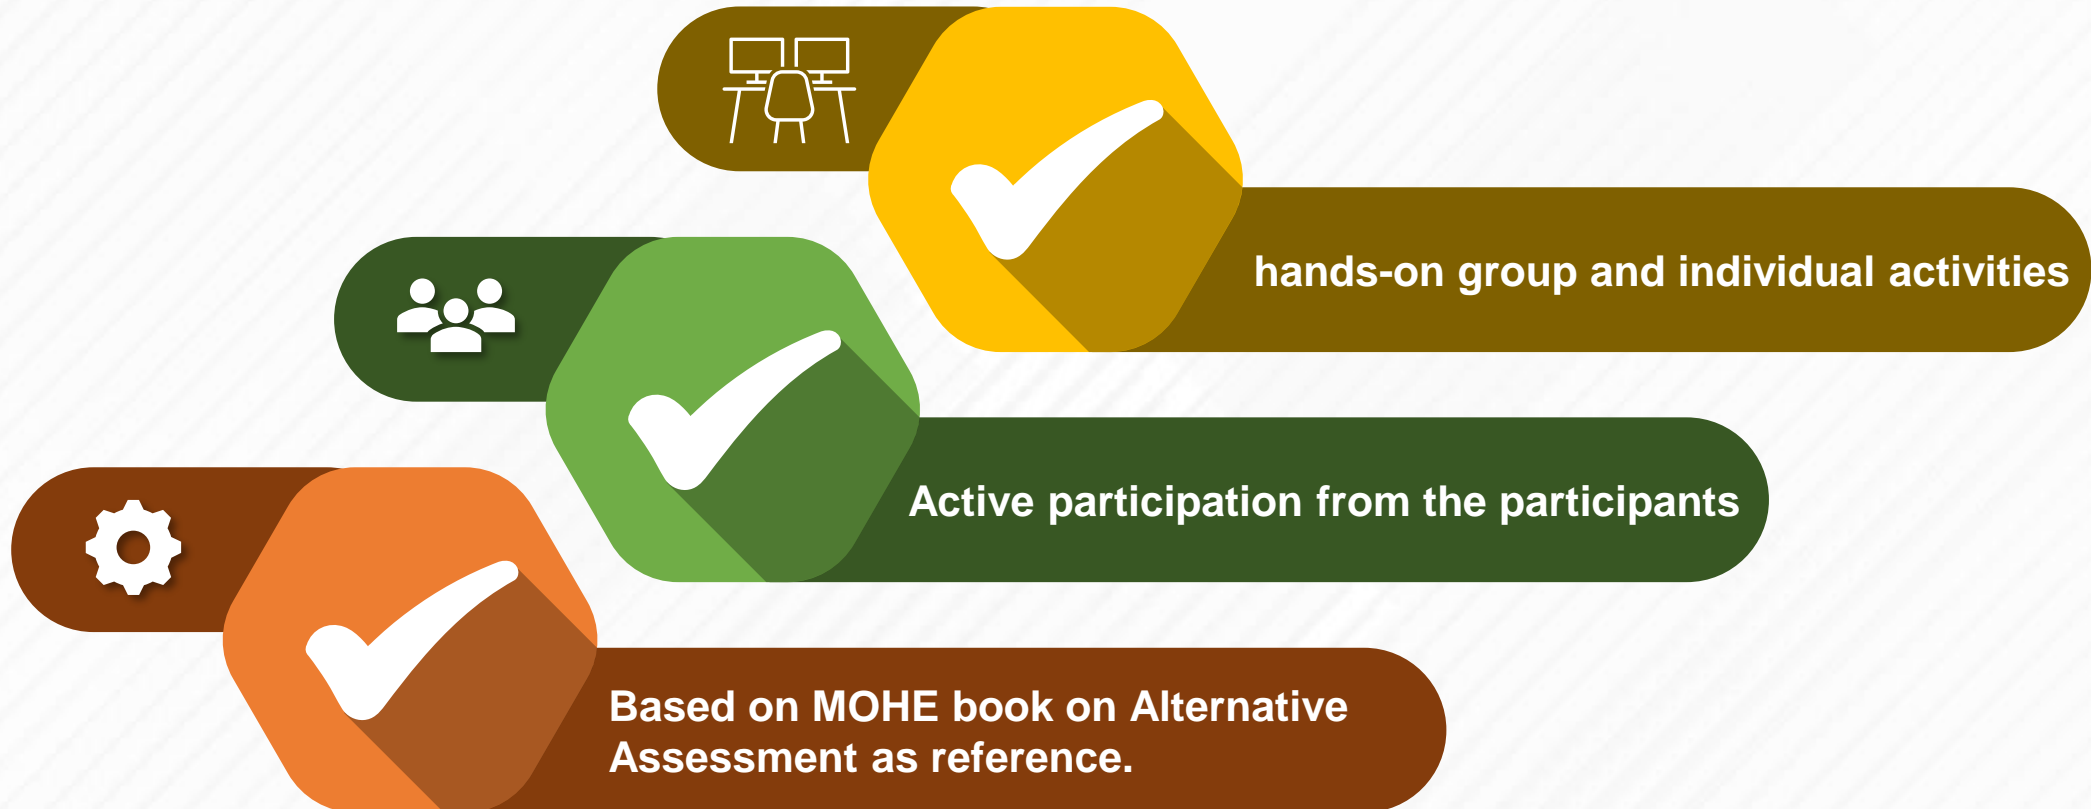 hands-on group and individual activities
Active participation from the participants
Based on MOHE book on Alternative
Assessment as reference.